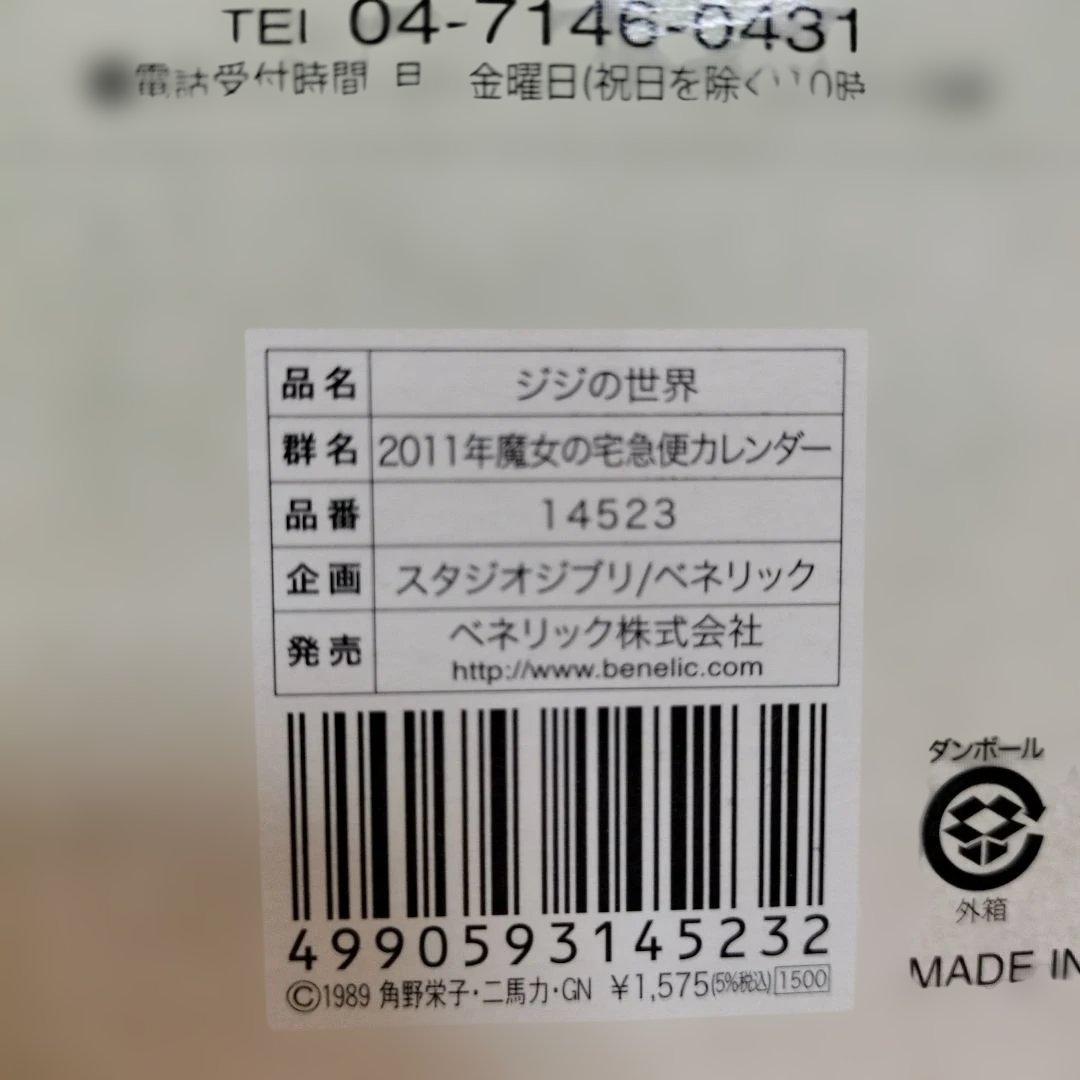 TEL 04-7146-0431
電話受付時間 日 金曜日(祝日を除く 10時
品名 ジジの世界
群名 2011年魔女の宅急便カレンダー
品番 14523
企画 スタジオジブリ/ベネリック
発売 ベネリック株式会社
http://www.benelic.com
4990593145232
©1989 角野栄子・二馬力・GN ¥1,575(5%税込) 1500
ダンボール
外箱
MADE IN